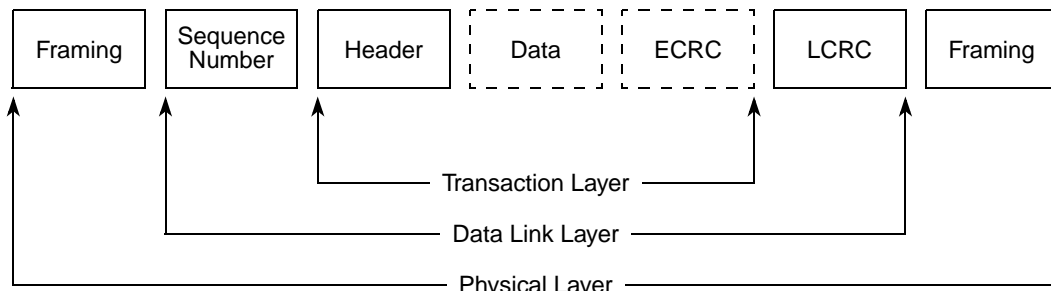 Framing
Sequence
Number
Header
Data
ECRC
LCRC
Framing
Transaction Layer
Data Link Layer
Physical Layer